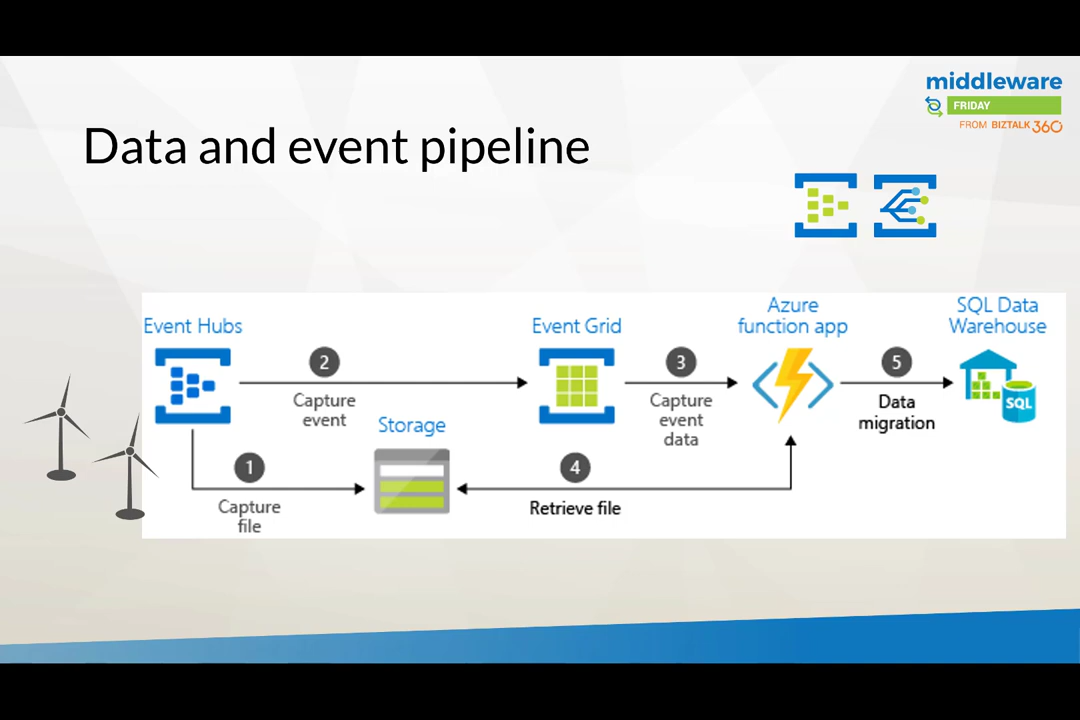 middleware
FRIDAY
FROM BIZTALK 360
Data and event pipeline
Event Hubs
Event Grid
Azure
function app
SQL Data
Warehouse
2
3
5
Capture
event
Capture
event
data
Data
migration
Storage
SQL
1
4
Capture
file
Retrieve file